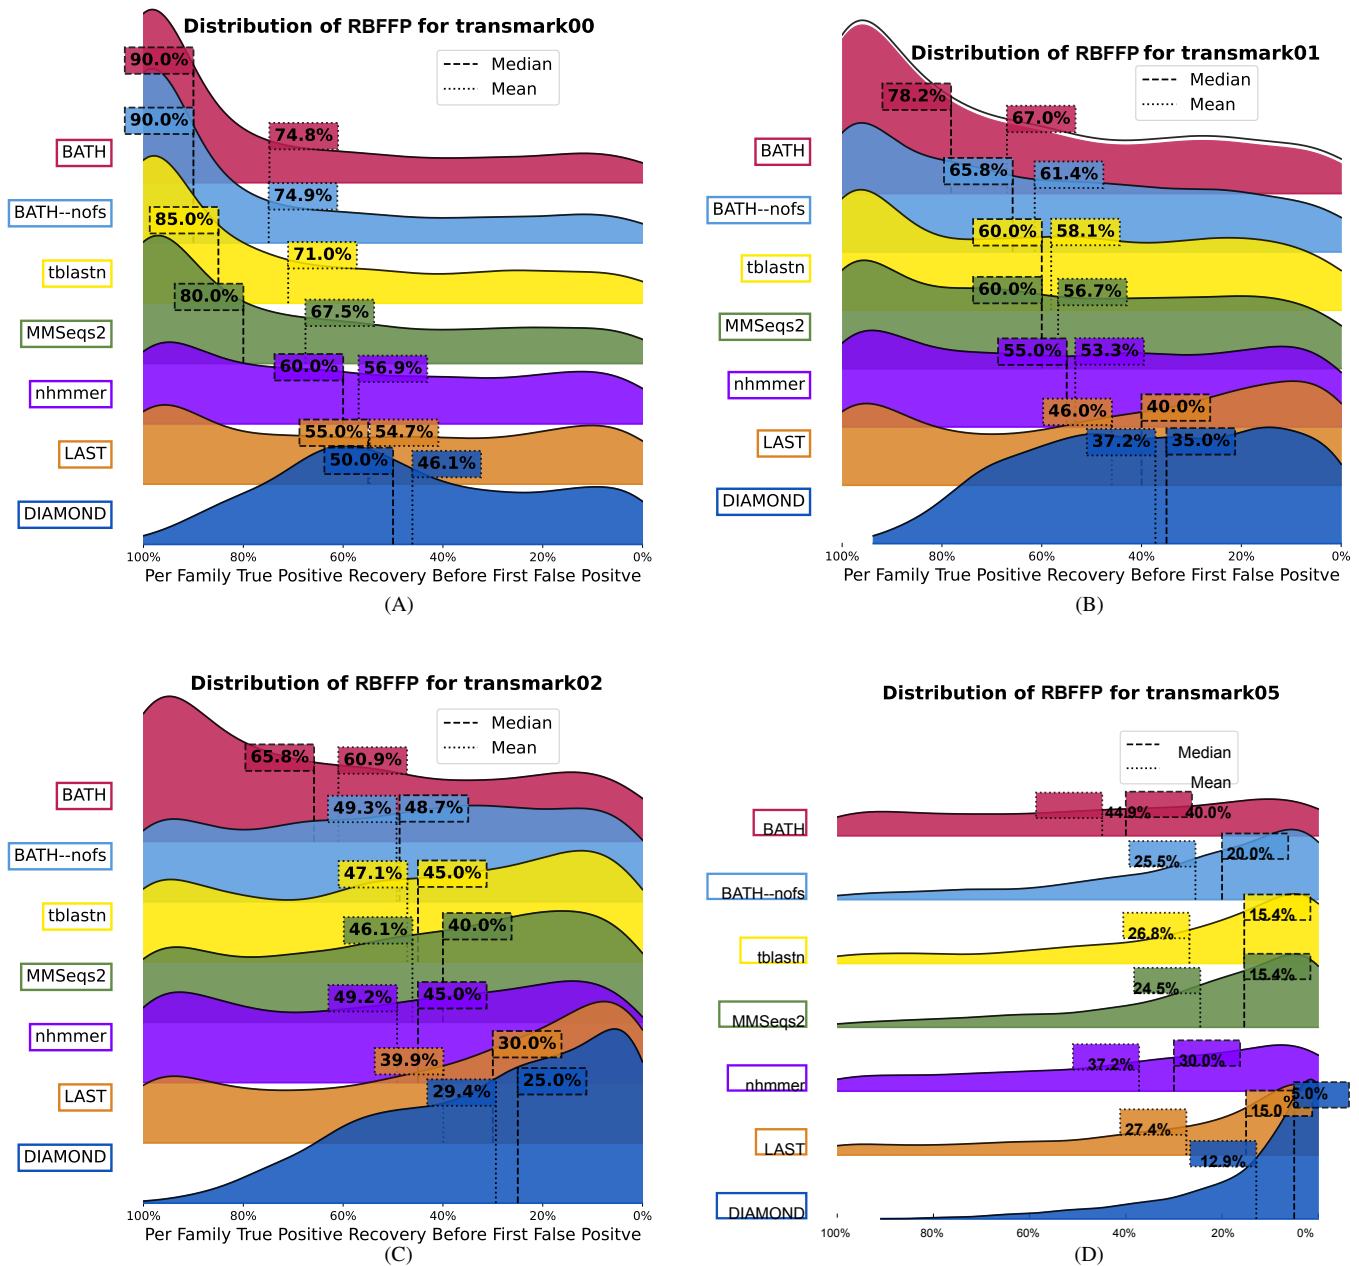 Distribution of RBFFP for transmark00
Median
Mean
90.0%
90.0%
74.8%
BATH
74.9%
BATH--nofs
85.0%
71.0%
tblastn
80.0%
67.5%
MMSeqs2
60.0%
56.9%
nhmmer
55.0%
54.7%
LAST
50.0%
46.1%
DIAMOND
100%
80%
60%
40%
20%
0%
Per Family True Positive Recovery Before First False Positve
(A)
Distribution of RBFFP for transmark01
Median
Mean
78.2%
67.0%
BATH
65.8%
61.4%
BATH--nofs
60.0%
58.1%
tblastn
60.0%
56.7%
MMSeqs2
55.0%
53.3%
nhmmer
46.0%
40.0%
LAST
37.2%
35.0%
DIAMOND
100%
80%
60%
40%
20%
0%
Per Family True Positive Recovery Before First False Positve
(B)
Distribution of RBFFP for transmark02
Median
Mean
65.8%
60.9%
BATH
49.3%
48.7%
BATH--nofs
47.1%
45.0%
tblastn
46.1%
40.0%
MMSeqs2
49.2%
45.0%
nhmmer
39.9%
30.0%
LAST
29.4%
25.0%
DIAMOND
100%
80%
60%
40%
20%
0%
Per Family True Positive Recovery Before First False Positve
(C)
Distribution of RBFFP for transmark05
Median
Mean
44.9%
40.0%
BATH
25.5%
20.0%
BATH--nofs
26.8%
15.4%
tblastn
24.5%
15.4%
MMSeqs2
37.2%
30.0%
nhmmer
27.4%
15.0%
5.0%
LAST
12.9%
DIAMOND
100%
80%
60%
40%
20%
0%
(D)